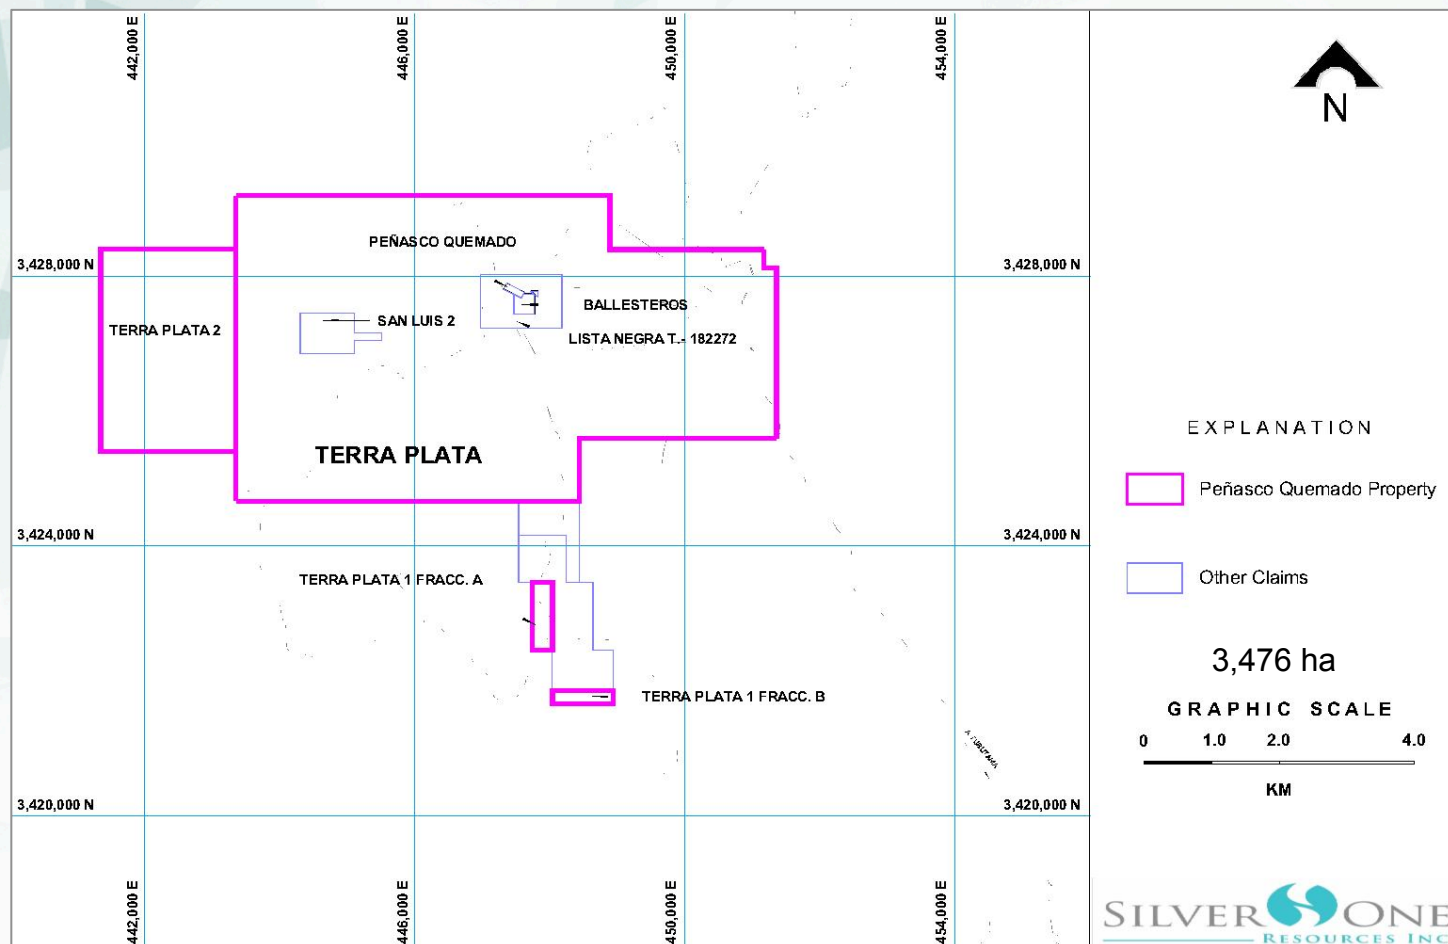 442,000 E
446,000 E
450,000 E
454,000 E
N
PEÑASCO QUEMADO
3,428,000 N
3,428,000 N
BALLESTEROS
SAN LUIS 2
TERRA PLATA 2
LISTA NEGRA T.- 182272
TERRA PLATA
EXPLANATION
Peñasco Quemado Property
3,424,000 N
3,424,000 N
TERRA PLATA 1 FRACC. A
Other Claims
3,476 ha
TERRA PLATA 1 FRACC. B
GRAPHIC SCALE
0 1.0 2.0 4.0
KM
3,420,000 N
3,420,000 N
442,000 E
446,000 E
450,000 E
454,000 E
SILVER ONE
RESOURCES INC